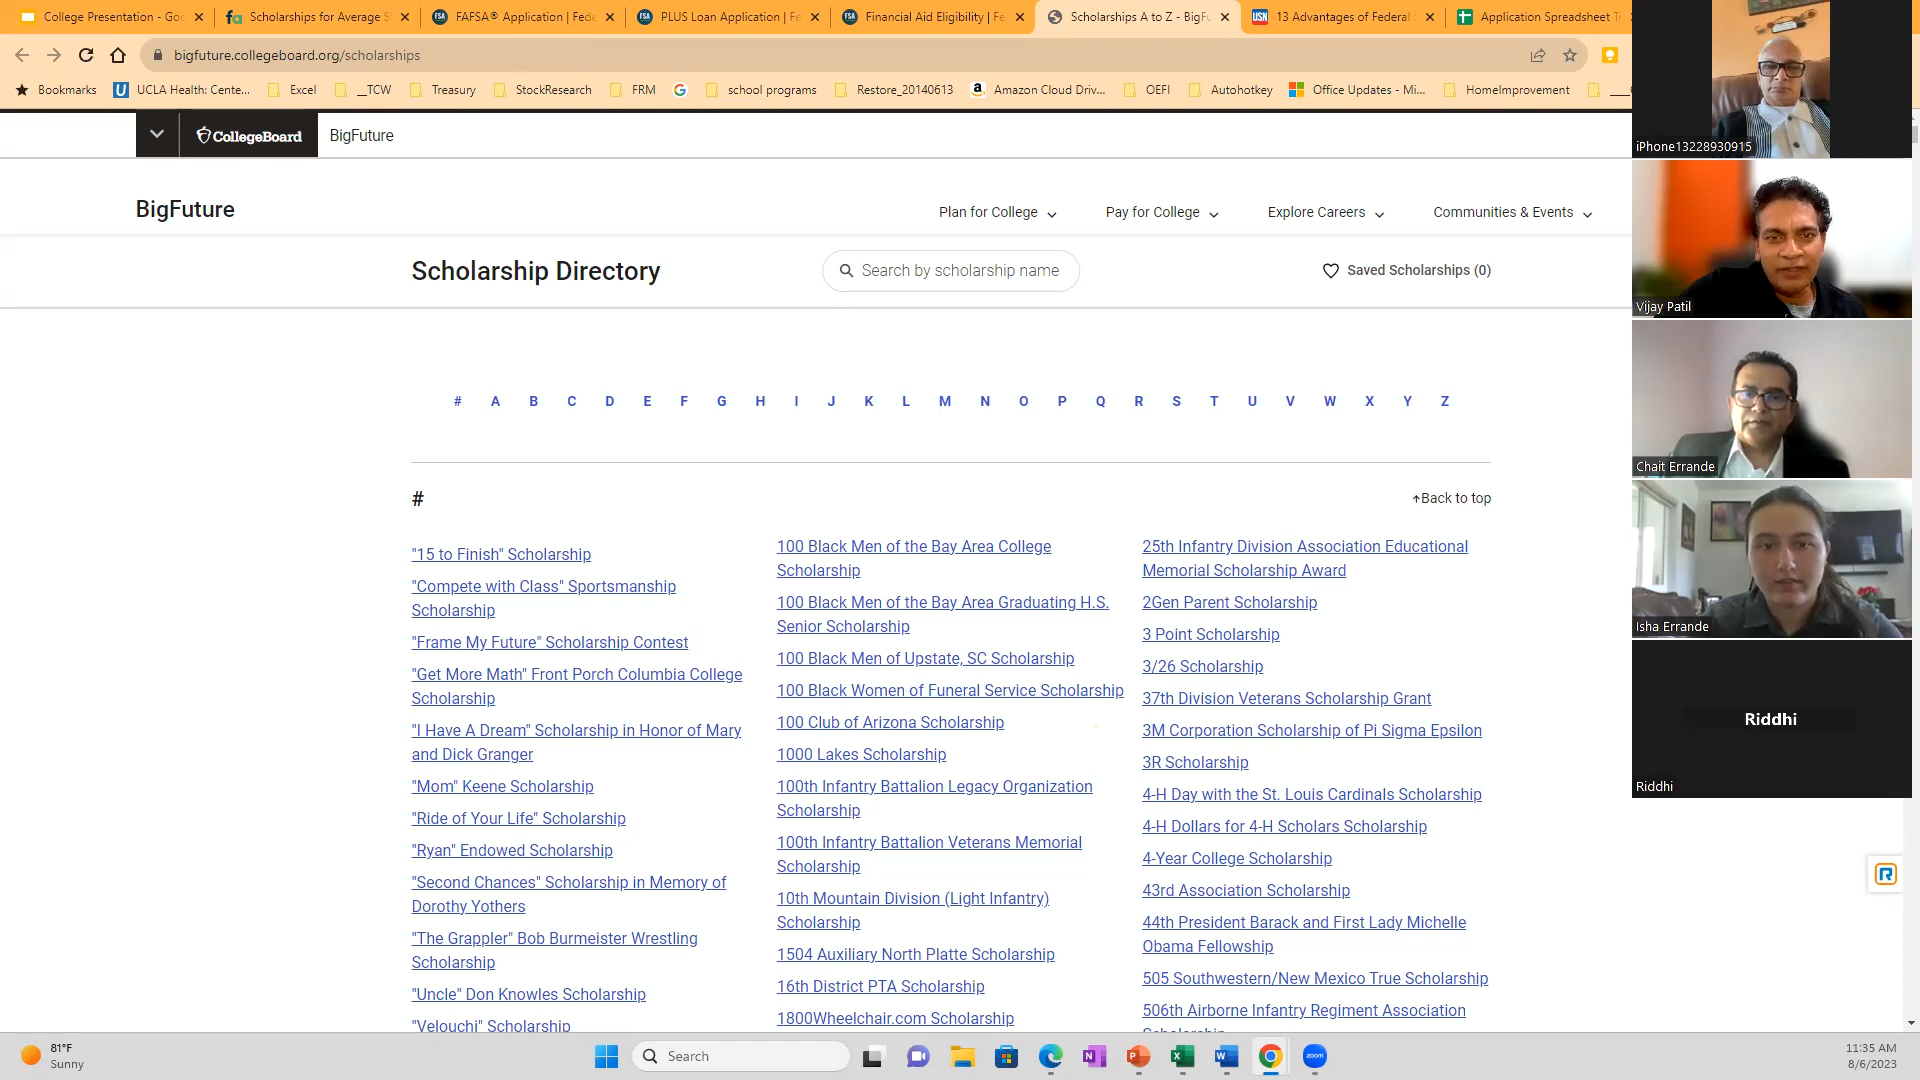 College Presentation - Goo
Scholarships for Average S
FAFSA® Application | Fede
PLUS Loan Application | Fe
Financial Aid Eligibility | Fe
Scholarships A to Z - BigFu
13 Advantages of Federal
Application Spreadsheet T
bigfuture.collegeboard.org/scholarships
Bookmarks
UCLA Health: Cente...
Excel
__TCW
Treasury
StockResearch
FRM
school programs
Restore_20140613
Amazon Cloud Driv...
OEFI
Autohotkey
Office Updates - Mi...
HomeImprovement
CollegeBoard
BigFuture
BigFuture
Plan for College
Pay for College
Explore Careers
Communities & Events
Scholarship Directory
Search by scholarship name
Saved Scholarships (0)
# A B C D E F G H I J K L M N O P Q R S T U V W X Y Z
#
Back to top
"15 to Finish" Scholarship
"Compete with Class" Sportsmanship
Scholarship
"Frame My Future" Scholarship Contest
"Get More Math" Front Porch Columbia College
Scholarship
"I Have A Dream" Scholarship in Honor of Mary
and Dick Granger
"Mom" Keene Scholarship
"Ride of Your Life" Scholarship
"Ryan" Endowed Scholarship
"Second Chances" Scholarship in Memory of
Dorothy Yothers
"The Grappler" Bob Burmeister Wrestling
Scholarship
"Uncle" Don Knowles Scholarship
"Velouchi" Scholarship
100 Black Men of the Bay Area College
Scholarship
100 Black Men of the Bay Area Graduating H.S.
Senior Scholarship
100 Black Men of Upstate, SC Scholarship
100 Black Women of Funeral Service Scholarship
100 Club of Arizona Scholarship
1000 Lakes Scholarship
100th Infantry Battalion Legacy Organization
Scholarship
100th Infantry Battalion Veterans Memorial
Scholarship
10th Mountain Division (Light Infantry)
Scholarship
1504 Auxiliary North Platte Scholarship
16th District PTA Scholarship
1800Wheelchair.com Scholarship
25th Infantry Division Association Educational
Memorial Scholarship Award
2Gen Parent Scholarship
3 Point Scholarship
3/26 Scholarship
37th Division Veterans Scholarship Grant
3M Corporation Scholarship of Pi Sigma Epsilon
3R Scholarship
4-H Day with the St. Louis Cardinals Scholarship
4-H Dollars for 4-H Scholars Scholarship
4-Year College Scholarship
43rd Association Scholarship
44th President Barack and First Lady Michelle
Obama Fellowship
505 Southwestern/New Mexico True Scholarship
506th Airborne Infantry Regiment Association
Scholarship
iPhone13228930915
Vijay Patil
Chait Errande
Isha Errande
Riddhi
Riddhi
81°F
Sunny
Search
zoom
11:35 AM
8/6/2023